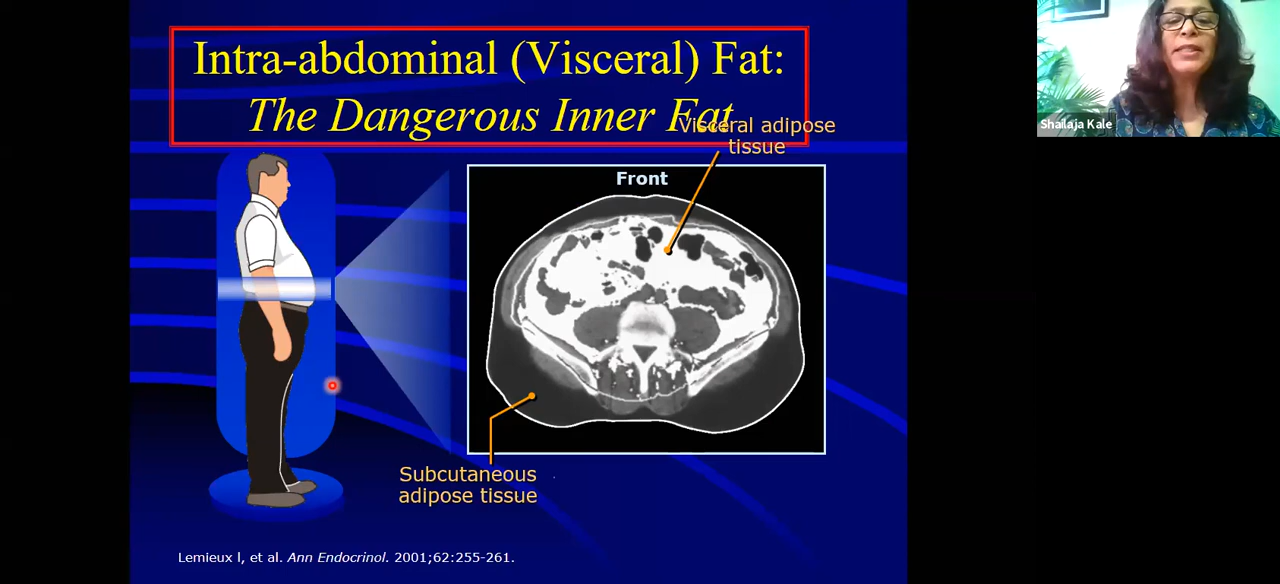 Intra-abdominal (Visceral) Fat:
The Dangerous Inner Fat
Visceral adipose
tissue
Front
Subcutaneous
adipose tissue
Lemieux I, et al. Ann Endocrinol. 2001;62:255-261.
Shailaja Kale